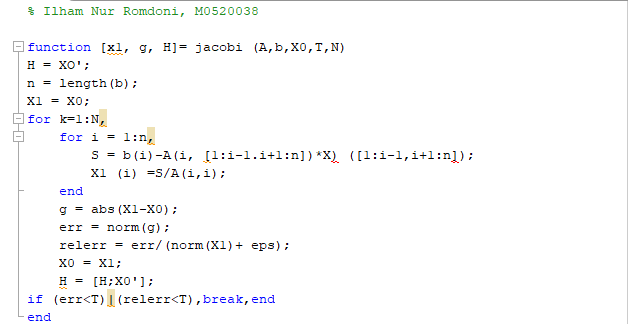 % Ilham Nur Romdoni, M0520038
function [xl, g, H]= jacobi (A,b,X0,T,N)
H = XO';
n = length(b);
X1 = X0;
for k=1:N,
for i = 1:n,
S = b(i)-A(i, [1:i-1.i+1:n])*X) ([1:i-1,i+1:n]);
X1 (i) =S/A(i,i);
end
g = abs(X1-X0);
err = norm(g);
relerr = err/(norm(X1)+ eps);
X0 = X1;
H = [H;X0'];
if (err<T)|(relerr<T),break,end
end